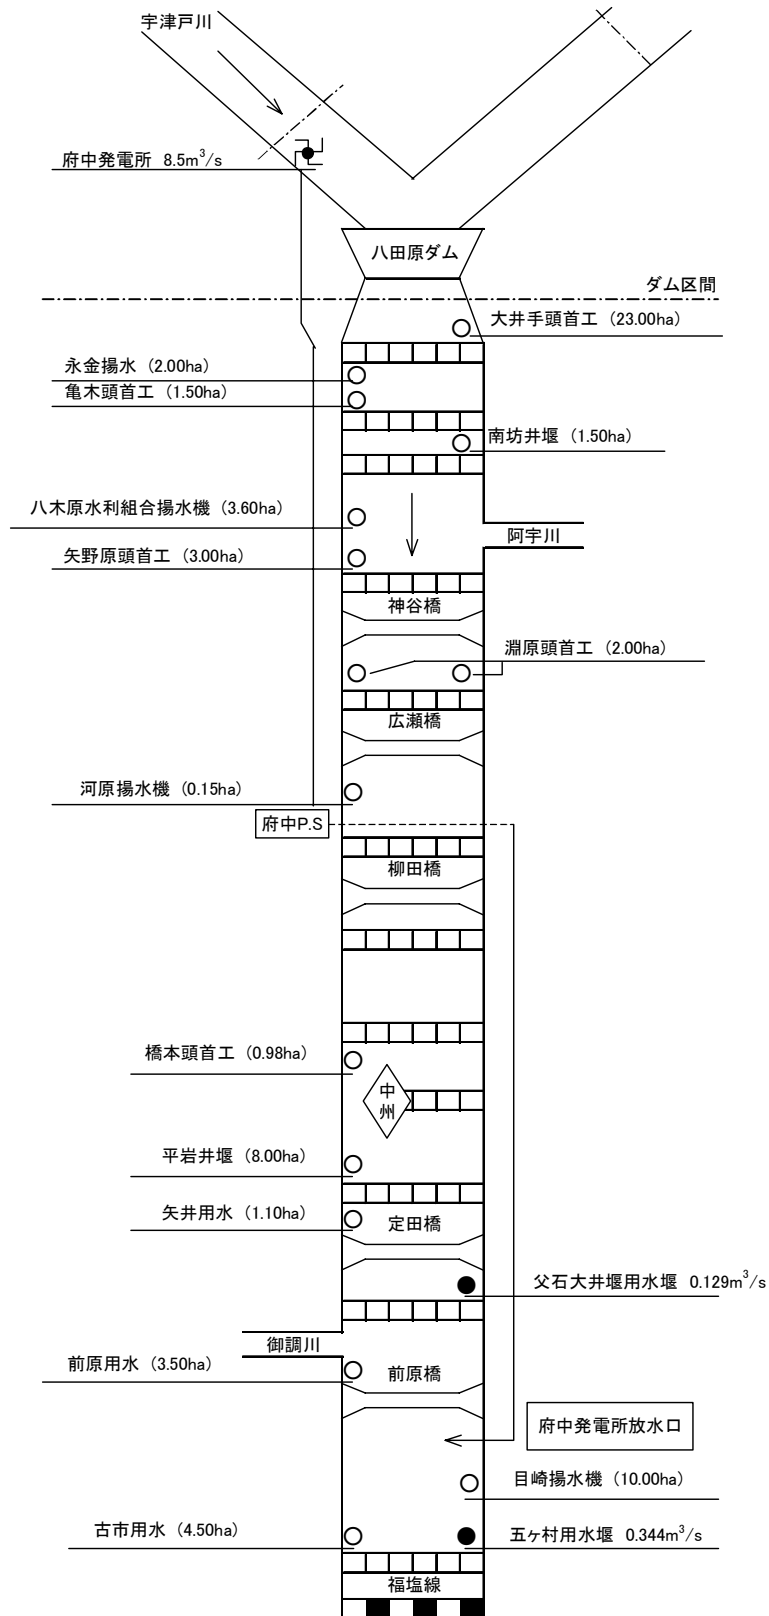 宇津戸川
府中発電所 8.5m³/s
八田原ダム
ダム区間
大井手頭首工 (23.00ha)
永金揚水 (2.00ha)
亀木頭首工 (1.50ha)
南坊井堰 (1.50ha)
八木原水利組合揚水機 (3.60ha)
阿宇川
矢野原頭首工 (3.00ha)
神谷橋
淵原頭首工 (2.00ha)
広瀬橋
河原揚水機 (0.15ha)
府中P.S
柳田橋
橋本頭首工 (0.98ha)
中
州
平岩井堰 (8.00ha)
矢井用水 (1.10ha)
定田橋
父石大井堰用水堰 0.129m³/s
御調川
前原用水 (3.50ha)
前原橋
府中発電所放水口
目崎揚水機 (10.00ha)
古市用水 (4.50ha)
五ヶ村用水堰 0.344m³/s
福塩線